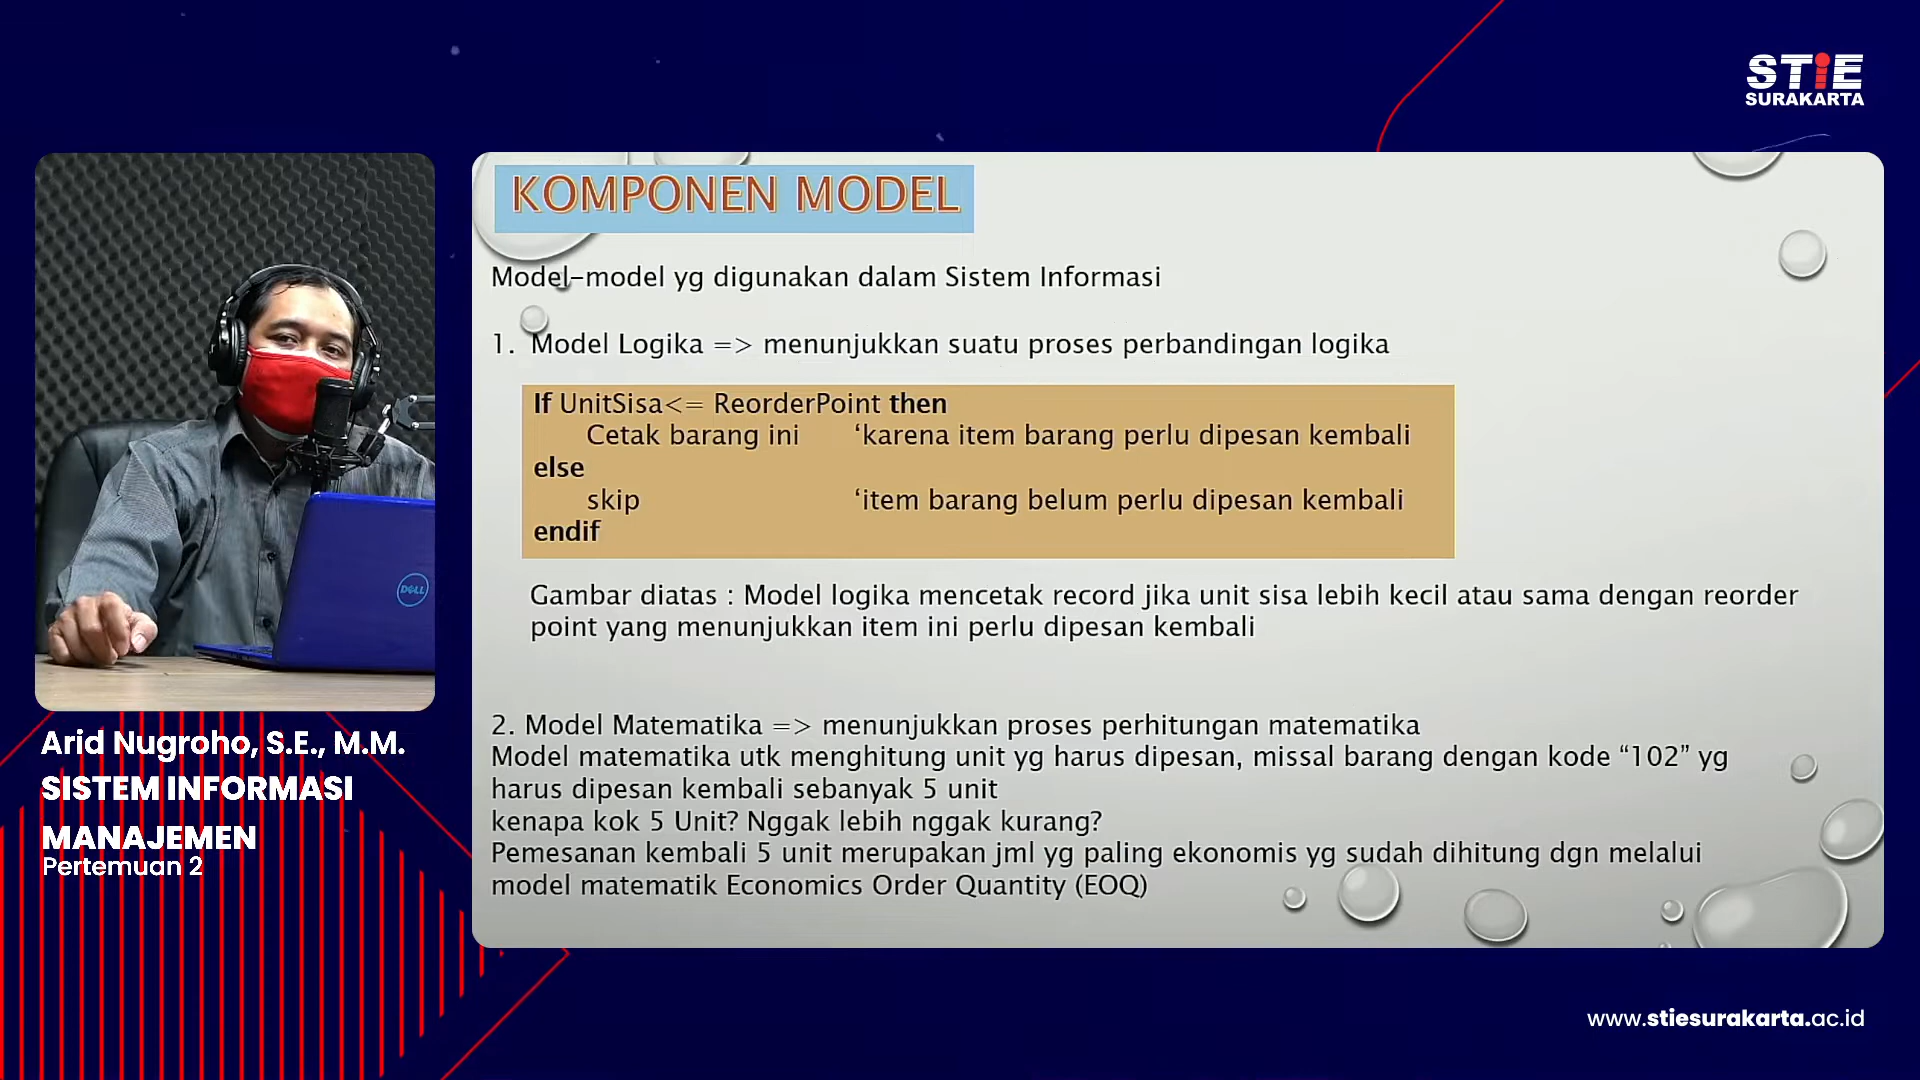 STiE
SURAKARTA
KOMPONEN MODEL
Model-model yg digunakan dalam Sistem Informasi
1. Model Logika => menunjukkan suatu proses perbandingan logika
If UnitSisa<= ReorderPoint then
Cetak barang ini ‘karena item barang perlu dipesan kembali
else
skip ‘item barang belum perlu dipesan kembali
endif
Gambar diatas : Model logika mencetak record jika unit sisa lebih kecil atau sama dengan reorder
point yang menunjukkan item ini perlu dipesan kembali
2. Model Matematika => menunjukkan proses perhitungan matematika
Model matematika utk menghitung unit yg harus dipesan, missal barang dengan kode “102” yg
harus dipesan kembali sebanyak 5 unit
kenapa kok 5 Unit? Nggak lebih nggak kurang?
Pemesanan kembali 5 unit merupakan jml yg paling ekonomis yg sudah dihitung dgn melalui
model matematik Economics Order Quantity (EOQ)
DELL
Arid Nugroho, S.E., M.M.
SISTEM INFORMASI
MANAJEMEN
Pertemuan 2
www.stiesurakarta.ac.id